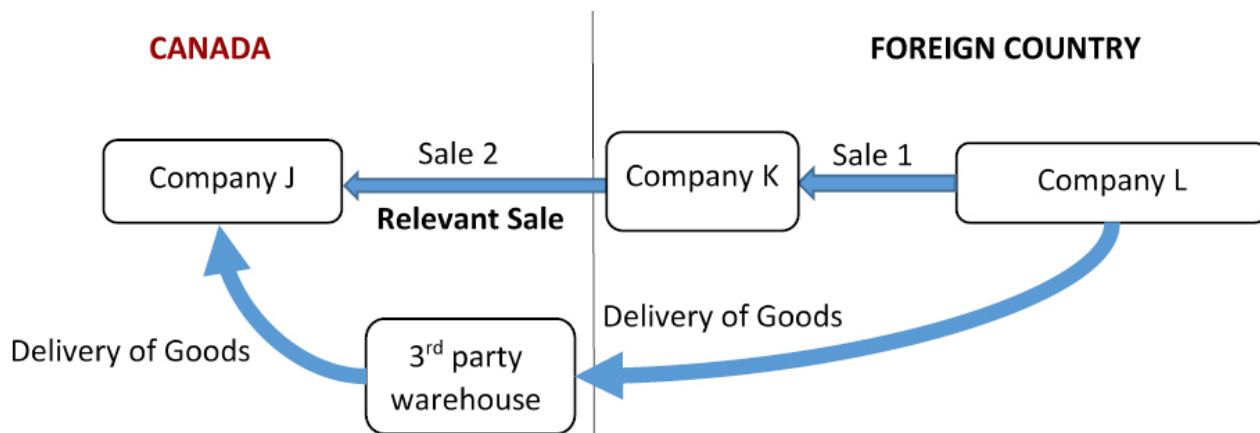 CANADA
FOREIGN COUNTRY
Sale 2
Sale 1
Company J
Company K
Company L
Relevant Sale
Delivery of Goods
Delivery of Goods
3rd party
warehouse